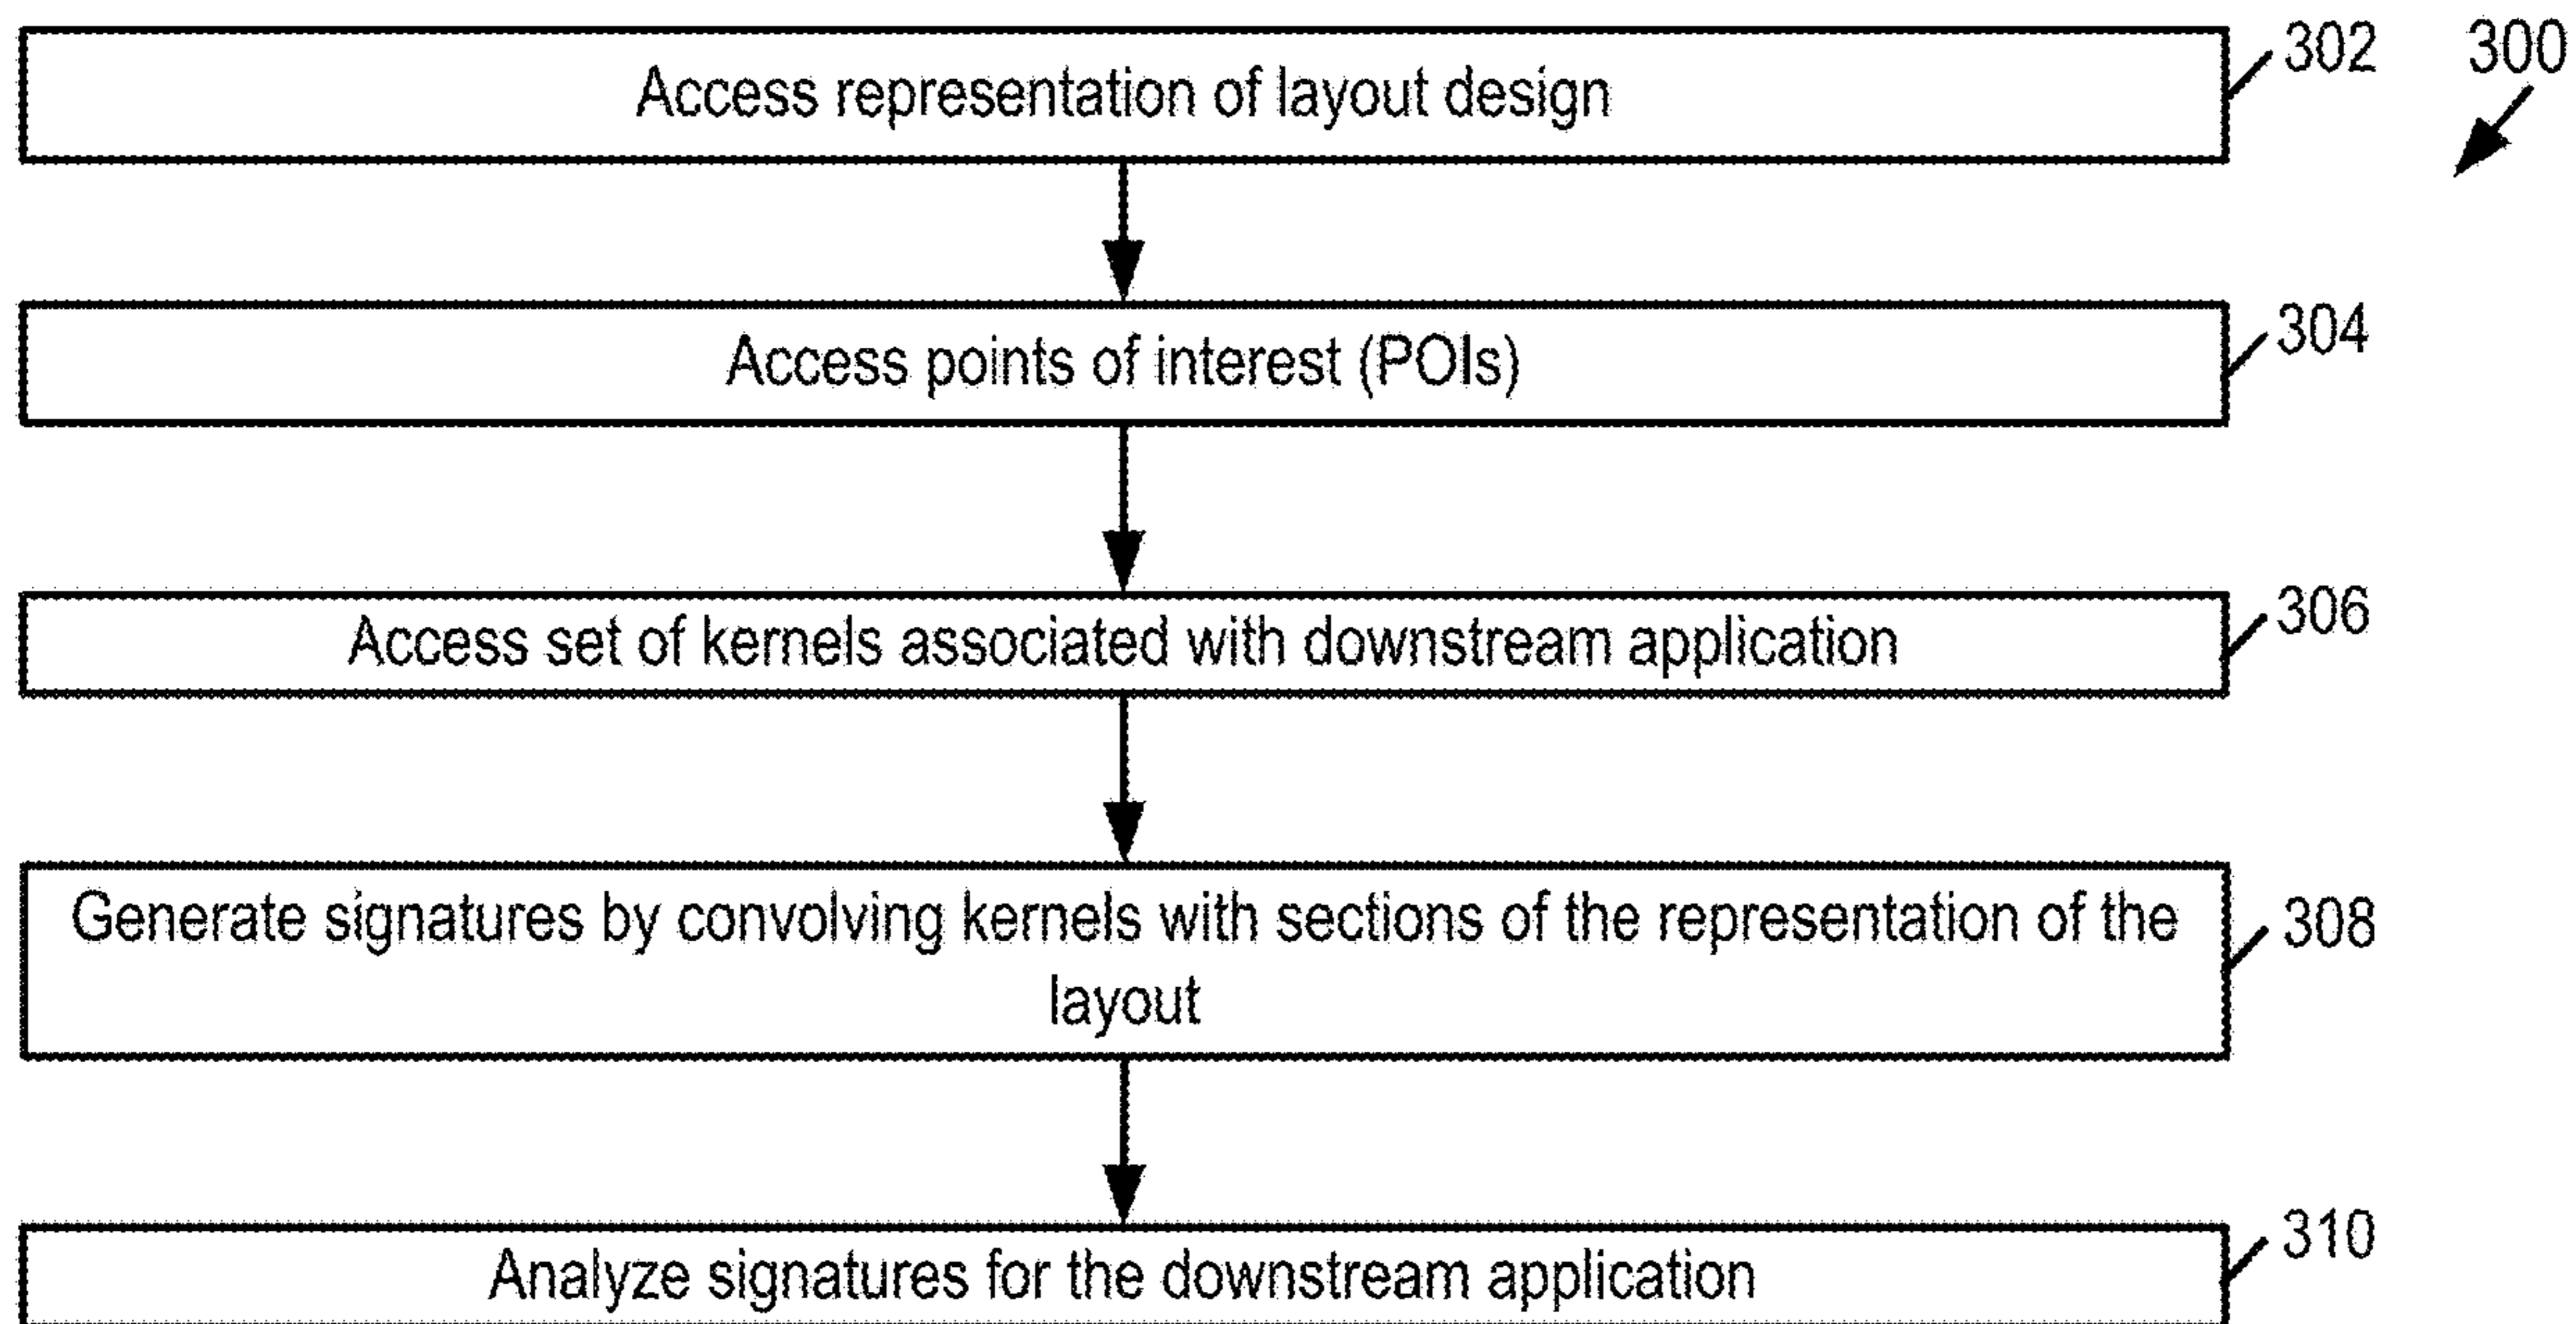 Access representation of layout design
302
300
Access points of interest (POIs)
304
Access set of kernels associated with downstream application
306
Generate signatures by convolving kernels with sections of the representation of the
layout
308
Analyze signatures for the downstream application
310